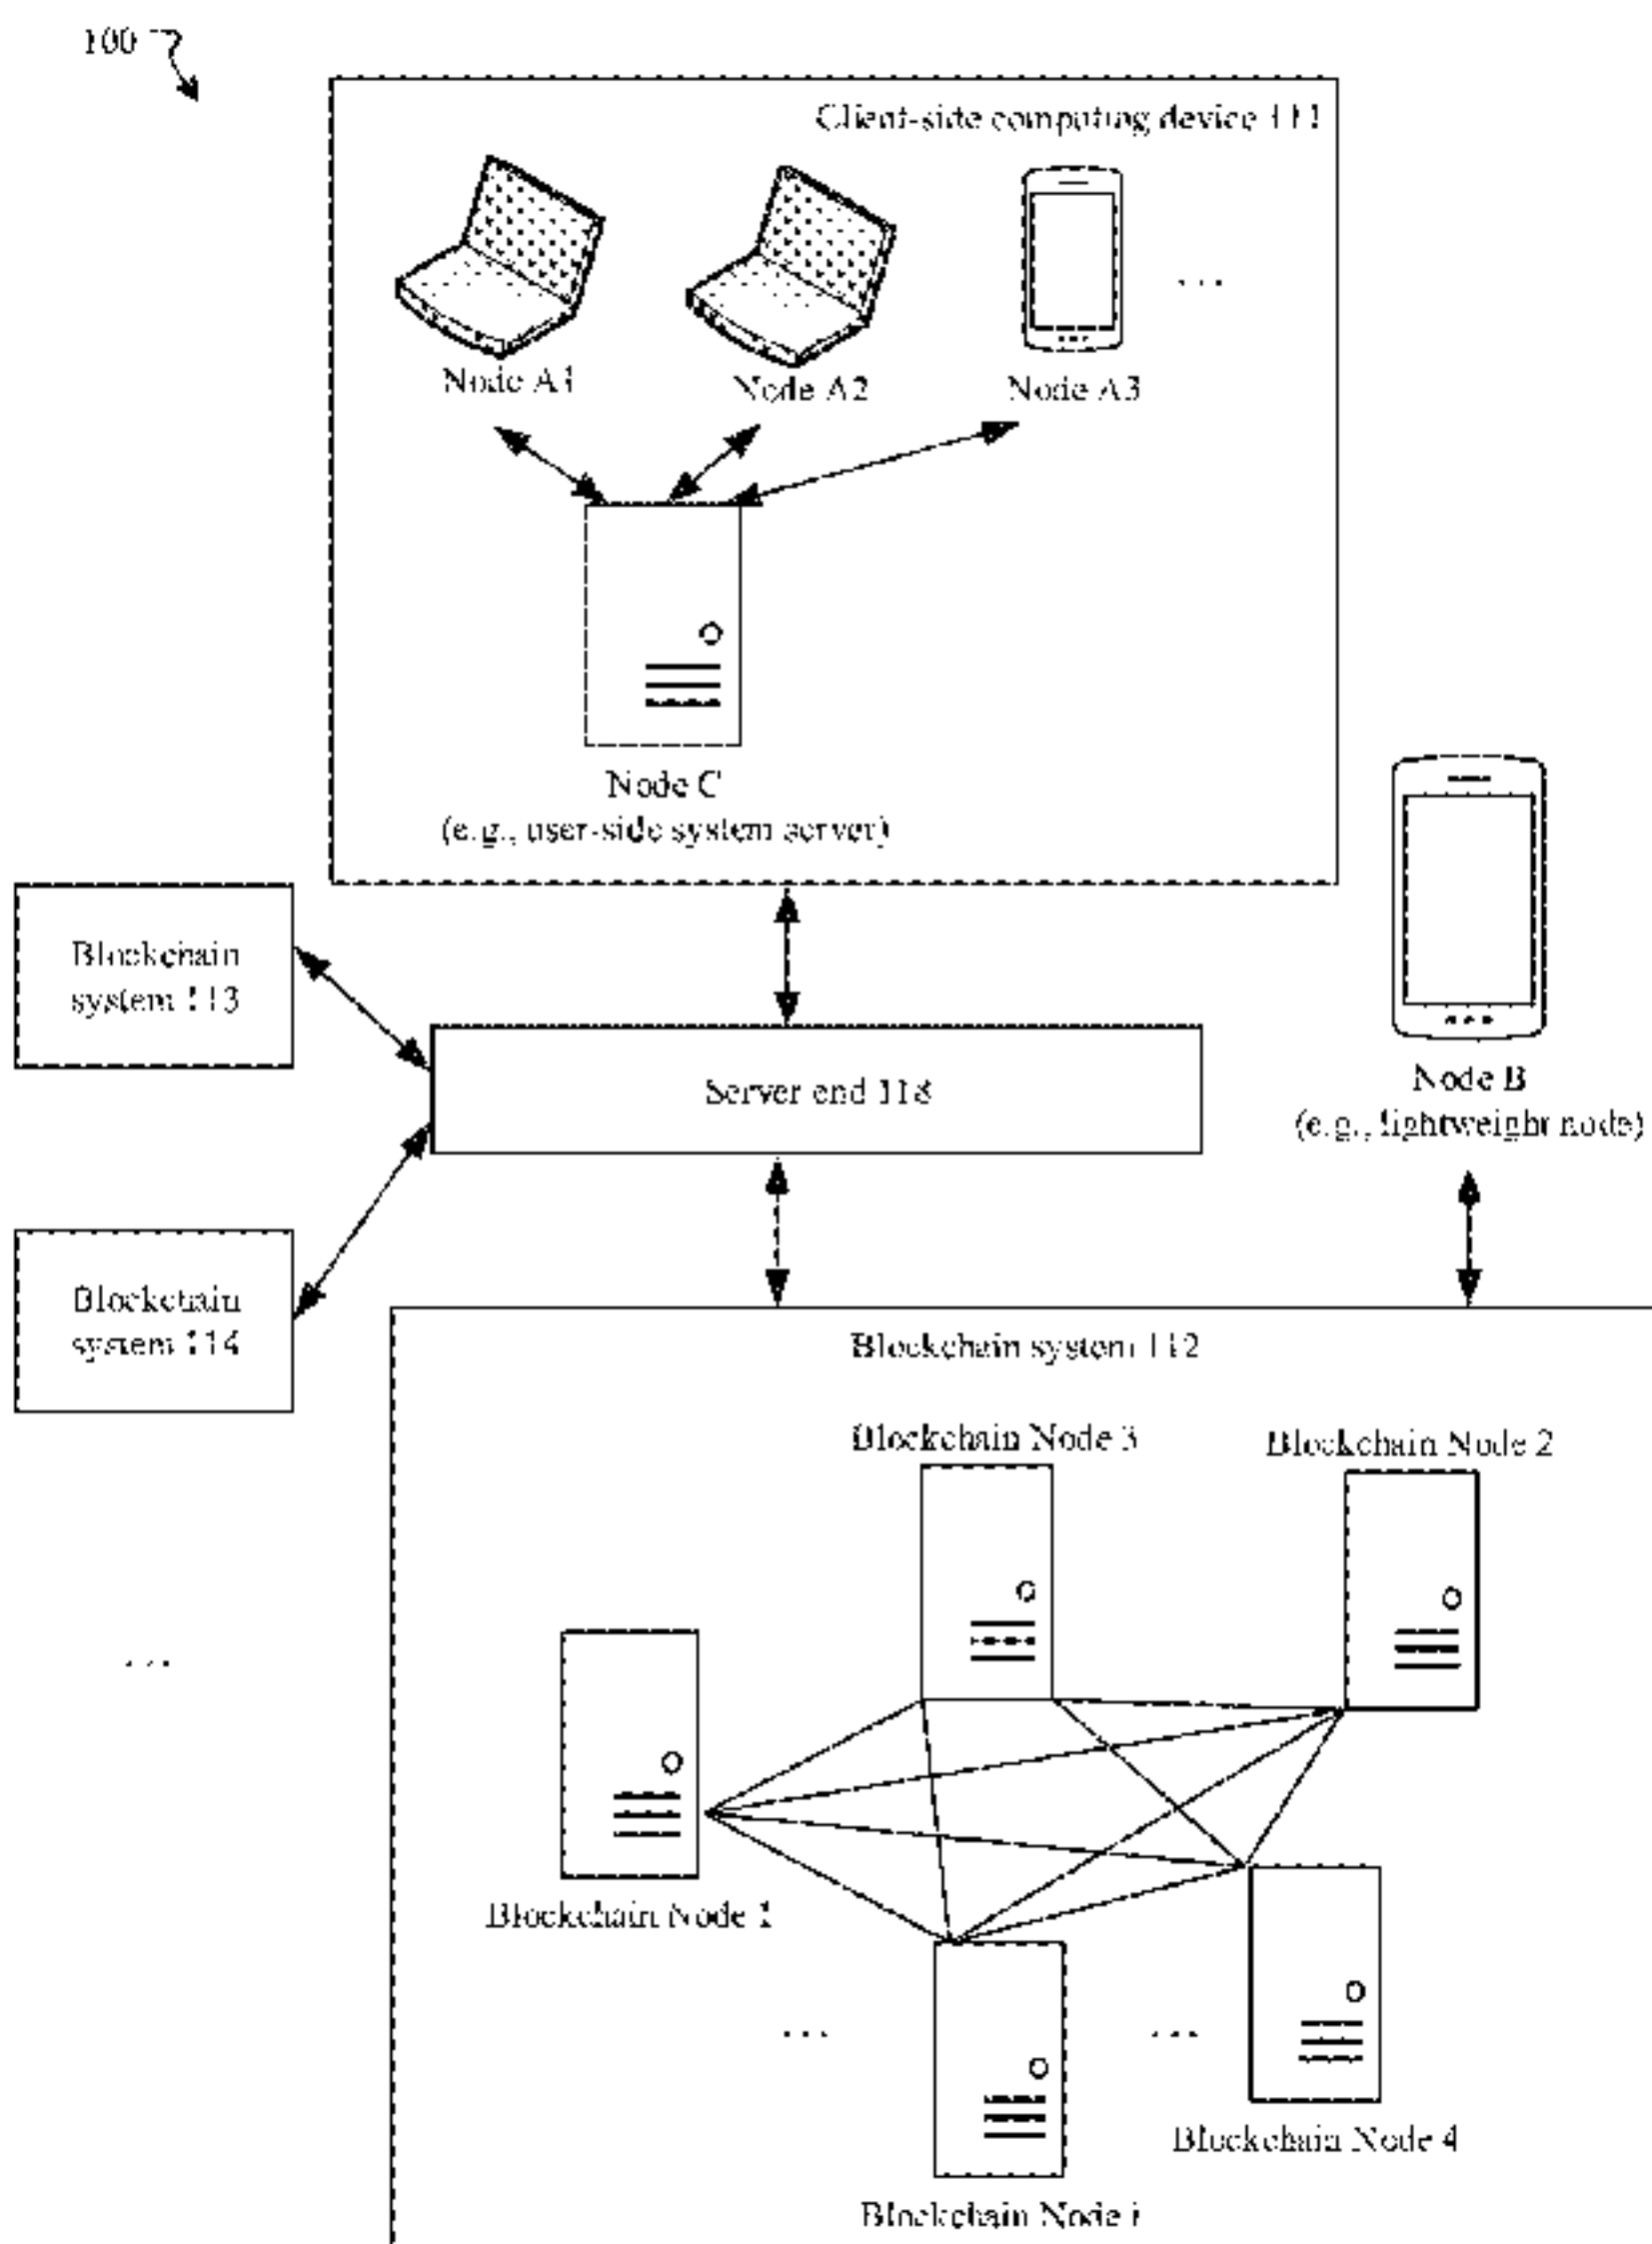 100
Client-side computing device 111
...
Node A1
Node A2
Node A3
Node C
(e.g., user-side system server)
Blockchain
system 113
Server end 118
Node B
(e.g., lightweight node)
Blockchain
system 114
Blockchain system 112
Blockchain Node 3
Blockchain Node 2
...
Blockchain Node 1
...
...
Blockchain Node 4
Blockchain Node i